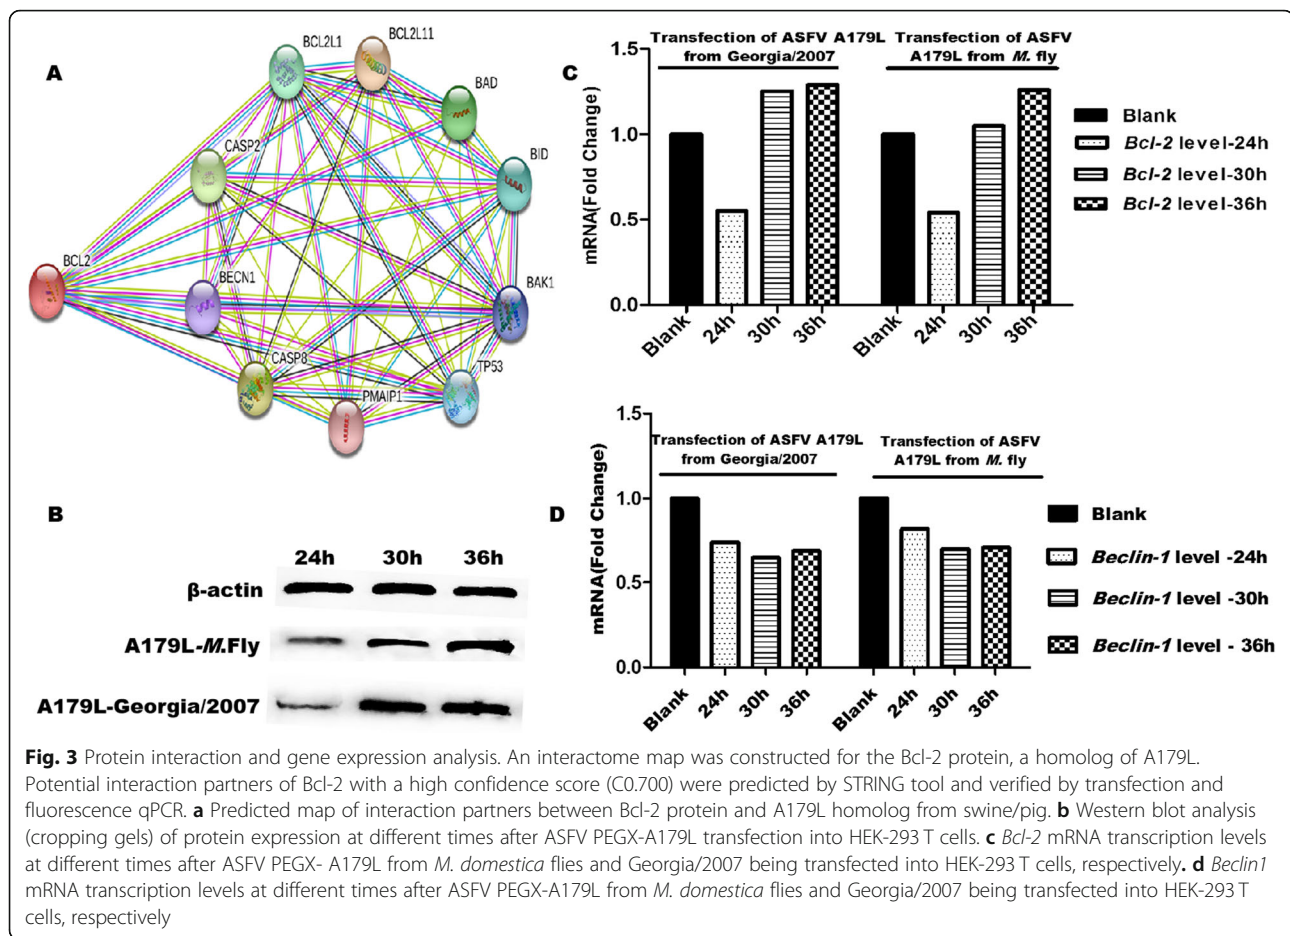 A
BCL2L1
BCL2L11
BAD
CASP2
BID
BCL2
BECN1
BAK1
CASP8
TP53
PMAIP1
B
24h 30h 36h
β-actin
A179L-M.Fly
A179L-Georgia/2007
C
Transfection of ASFV A179L
from Georgia/2007
Transfection of ASFV
A179L from M. fly
mRNA(Fold Change)
1.5
1.0
0.5
0.0
Blank 24h 30h 36h Blank 24h 30h 36h
Blank
Bcl-2 level-24h
Bcl-2 level-30h
Bcl-2 level-36h
D
Transfection of ASFV A179L
from Georgia/2007
Transfection of ASFV
A179L from M. fly
mRNA(Fold Change)
1.5
1.0
0.5
0.0
Blank 24h 30h 36h Blank 24h 30h 36h
Blank
Beclin-1 level -24h
Beclin-1 level -30h
Beclin-1 level - 36h
Fig. 3 Protein interaction and gene expression analysis. An interactome map was constructed for the Bcl-2 protein, a homolog of A179L.
Potential interaction partners of Bcl-2 with a high confidence score (C0.700) were predicted by STRING tool and verified by transfection and
fluorescence qPCR. a Predicted map of interaction partners between Bcl-2 protein and A179L homolog from swine/pig. b Western blot analysis
(cropping gels) of protein expression at different times after ASFV PEGX-A179L transfection into HEK-293 T cells. c Bcl-2 mRNA transcription levels
at different times after ASFV PEGX- A179L from M. domestica flies and Georgia/2007 being transfected into HEK-293 T cells, respectively. d Beclin1
mRNA transcription levels at different times after ASFV PEGX-A179L from M. domestica flies and Georgia/2007 being transfected into HEK-293 T
cells, respectively